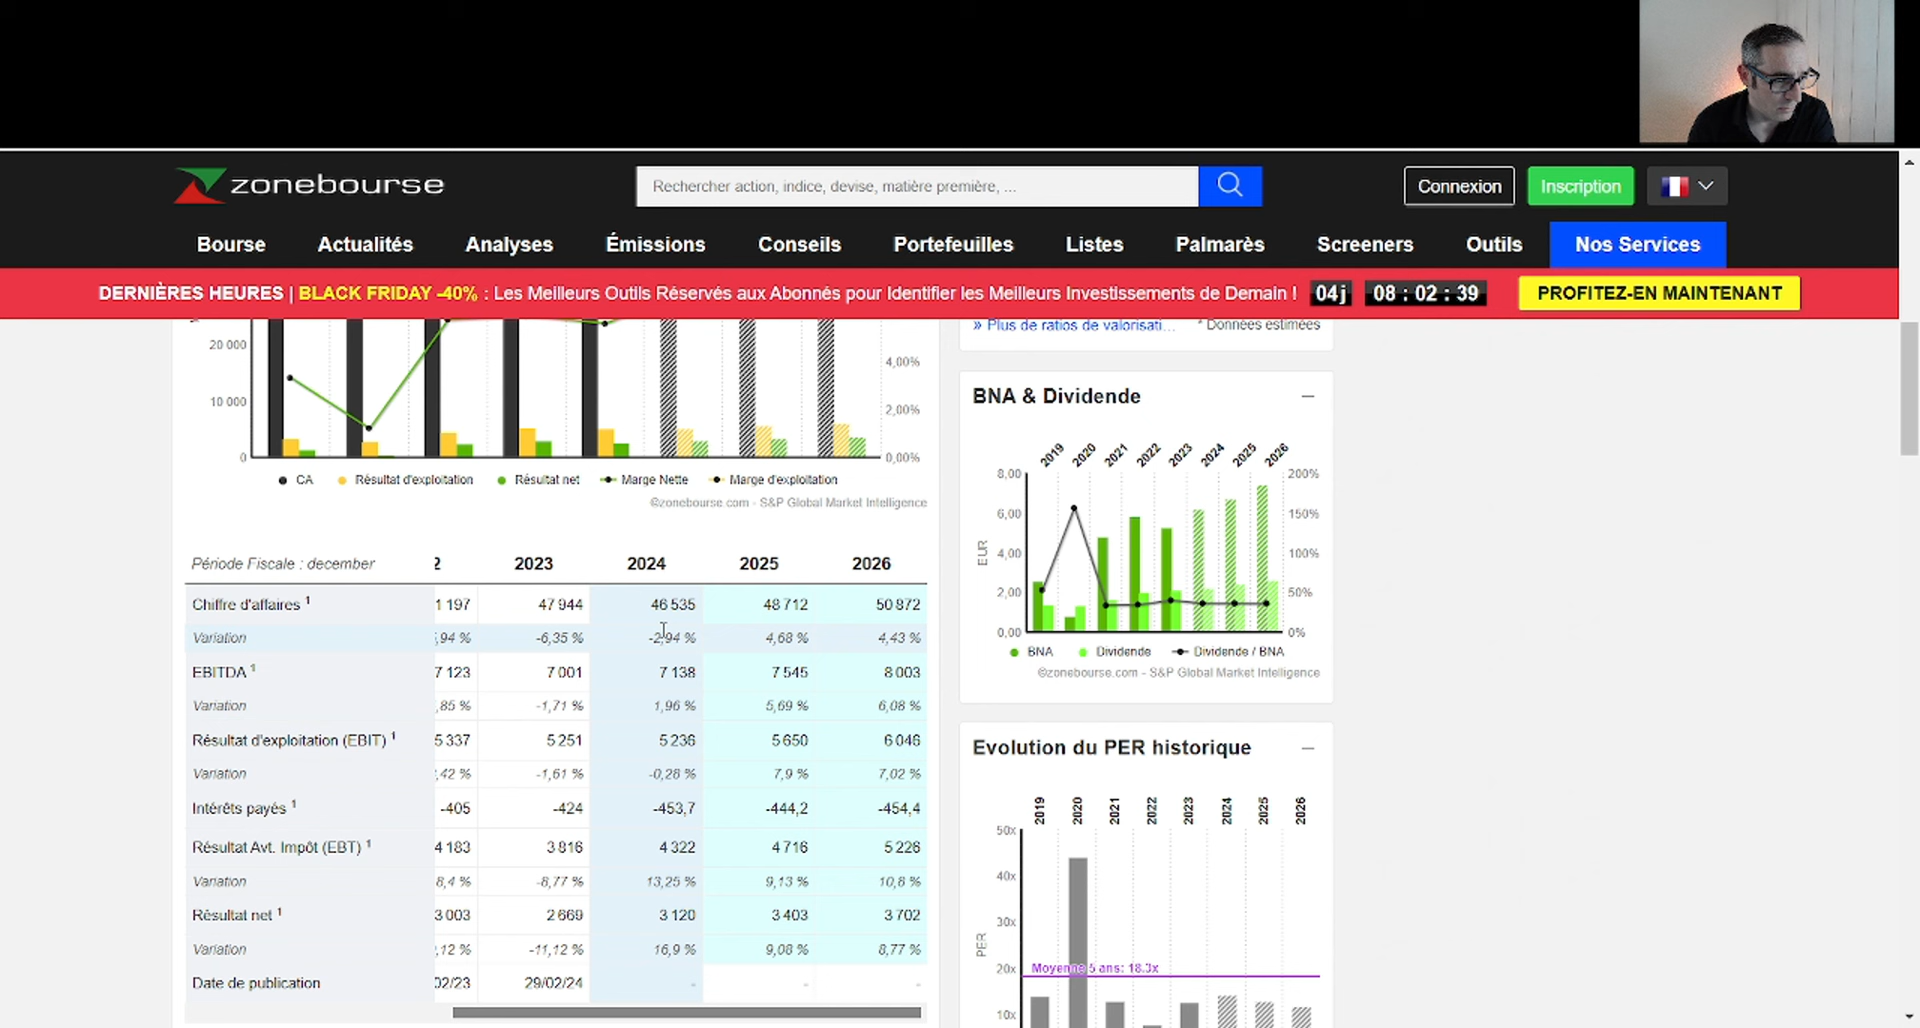 zonebourse
Rechercher action, indice, devise, matière première, ...
Connexion
Inscription
Bourse Actualités Analyses Émissions Conseils Portefeuilles Listes Palmarès Screeners Outils Nos Services
DERNIÈRES HEURES | BLACK FRIDAY -40% : Les Meilleurs Outils Réservés aux Abonnés pour Identifier les Meilleurs Investissements de Demain ! 04j 08 : 02 : 39 PROFITEZ-EN MAINTENANT
20 000
10 000
0
4,00%
2,00%
0,00%
CA Résultat d'exploitation Résultat net Marge Nette Marge d'exploitation
©zonebourse.com - S&P Global Market Intelligence
Période Fiscale : december 2 2023 2024 2025 2026
Chiffre d'affaires 1 1 197 47 944 46 535 48 712 50 872
Variation ,94 % -6,35 % -2,94 % 4,68 % 4,43 %
EBITDA 1 7 123 7 001 7 138 7 545 8 003
Variation ,85 % -1,71 % 1,96 % 5,69 % 6,08 %
Résultat d'exploitation (EBIT) 1 5 337 5 251 5 236 5 650 6 046
Variation ,42 % -1,61 % -0,28 % 7,9 % 7,02 %
Intérêts payés 1 -405 -424 -453,7 -444,2 -454,4
Résultat Avt. Impôt (EBT) 1 4 183 3 816 4 322 4 716 5 226
Variation 8,4 % -8,77 % 13,25 % 9,13 % 10,8 %
Résultat net 1 3 003 2 669 3 120 3 403 3 702
Variation ,12 % -11,12 % 16,9 % 9,08 % 8,77 %
Date de publication 02/23 29/02/24 - - -
» Plus de ratios de valorisati... * Données estimées
BNA & Dividende
2019 2020 2021 2022 2023 2024 2025 2026
8,00 200%
6,00 150%
4,00 100%
2,00 50%
0,00 0%
EUR
BNA Dividende Dividende / BNA
©zonebourse.com - S&P Global Market Intelligence
Evolution du PER historique
2019 2020 2021 2022 2023 2024 2025 2026
50x
40x
30x
20x
10x
PER
Moyenne 5 ans: 18.3x